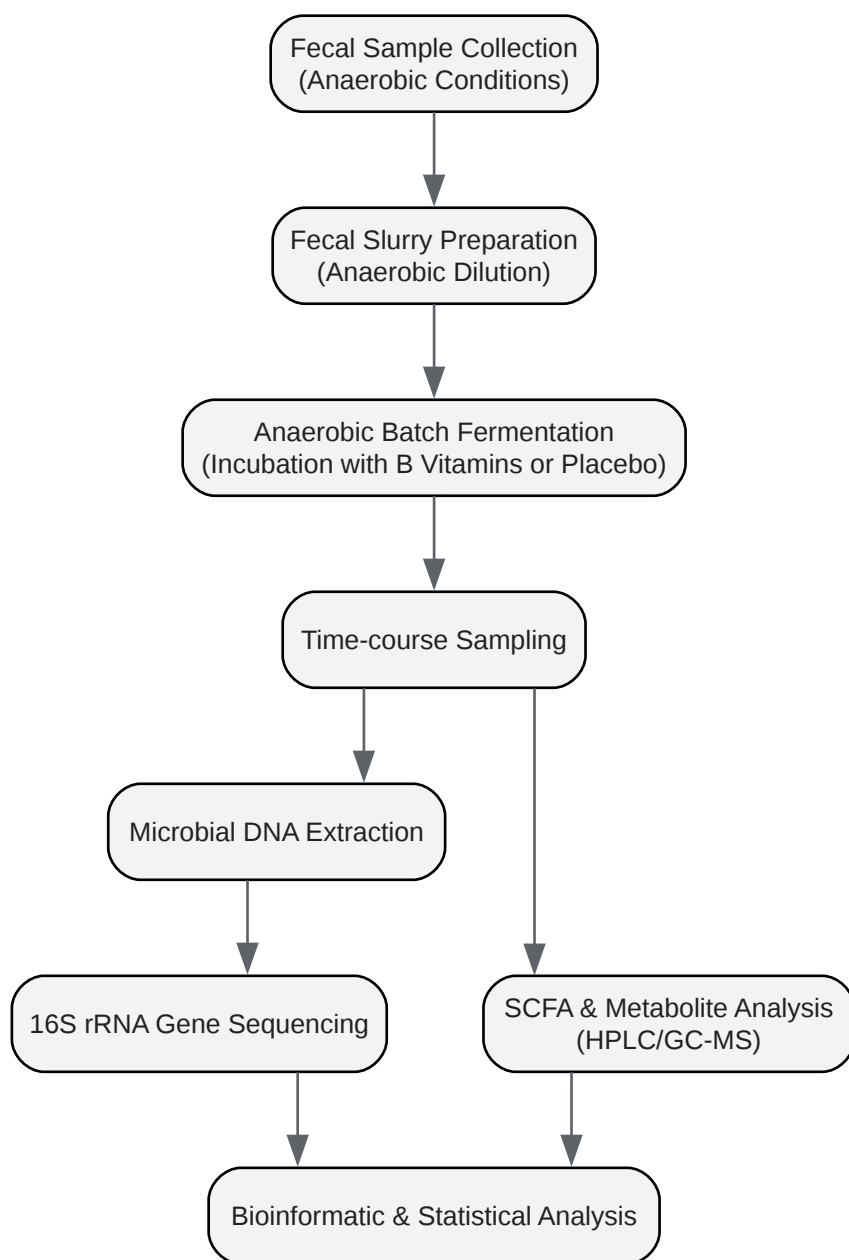 Fecal Sample Collection
(Anaerobic Conditions)
Fecal Slurry Preparation
(Anaerobic Dilution)
Anaerobic Batch Fermentation
(Incubation with B Vitamins or Placebo)
Time-course Sampling
Microbial DNA Extraction
16S rRNA Gene Sequencing
SCFA & Metabolite Analysis
(HPLC/GC-MS)
Bioinformatic & Statistical Analysis